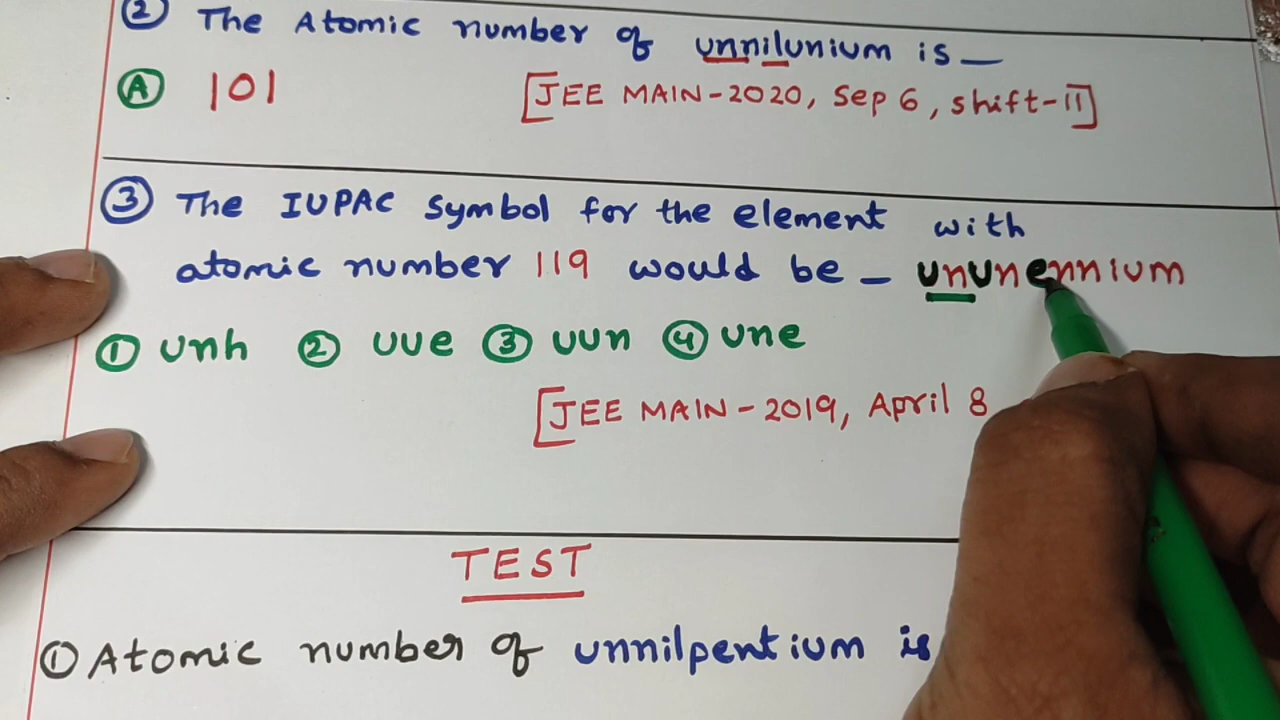 ② The Atomic number of unnilunium is —
Ⓐ 101 [JEE MAIN-2020, Sep 6, shift-II]
③ The IUPAC symbol for the element with
atomic number 119 would be — ununennium
① unh ② uue ③ uun ④ une
[JEE MAIN-2019, April 8
TEST
① Atomic number of unnilpentium is